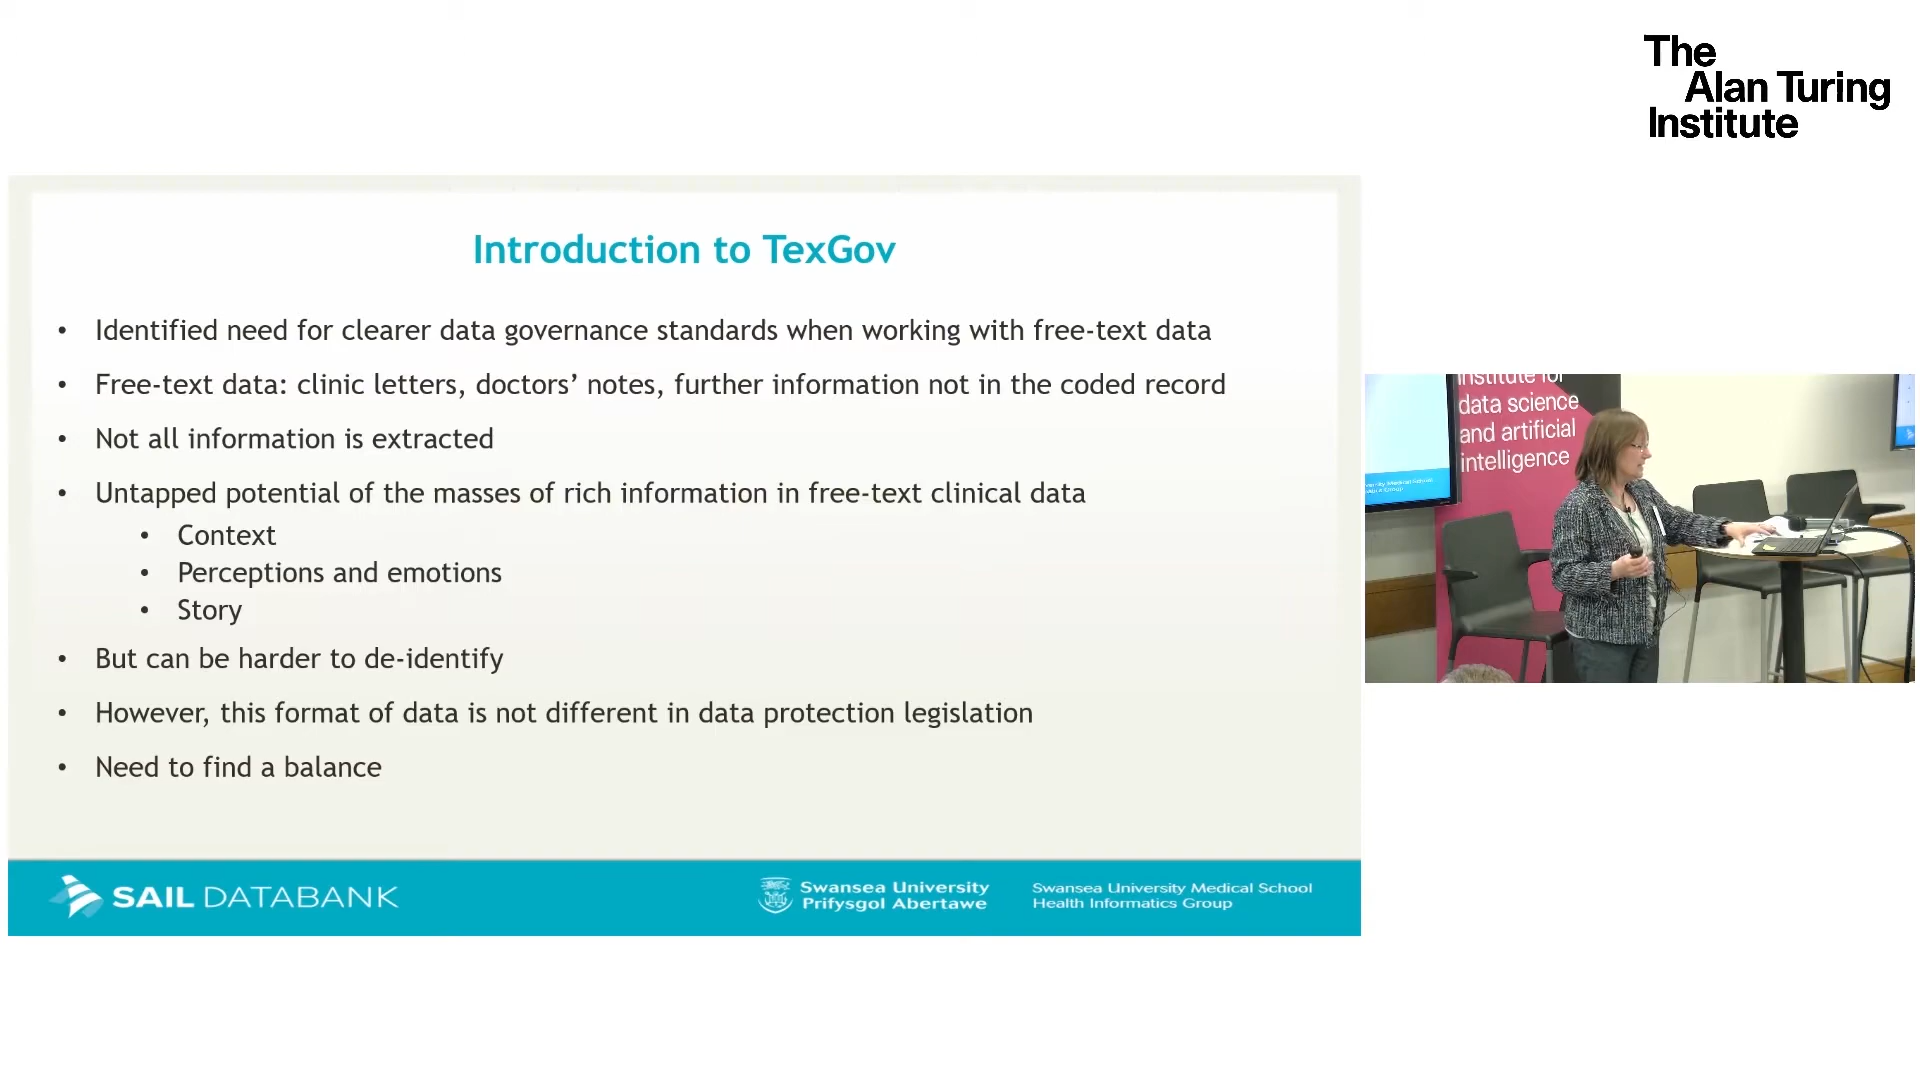 The
Alan Turing
Institute
Introduction to TexGov
• Identified need for clearer data governance standards when working with free-text data
• Free-text data: clinic letters, doctors’ notes, further information not in the coded record
• Not all information is extracted
• Untapped potential of the masses of rich information in free-text clinical data
• Context
• Perceptions and emotions
• Story
• But can be harder to de-identify
• However, this format of data is not different in data protection legislation
• Need to find a balance
SAIL DATABANK
Swansea University
Prifysgol Abertawe
Swansea University Medical School
Health Informatics Group
institute for
data science
and artificial
intelligence